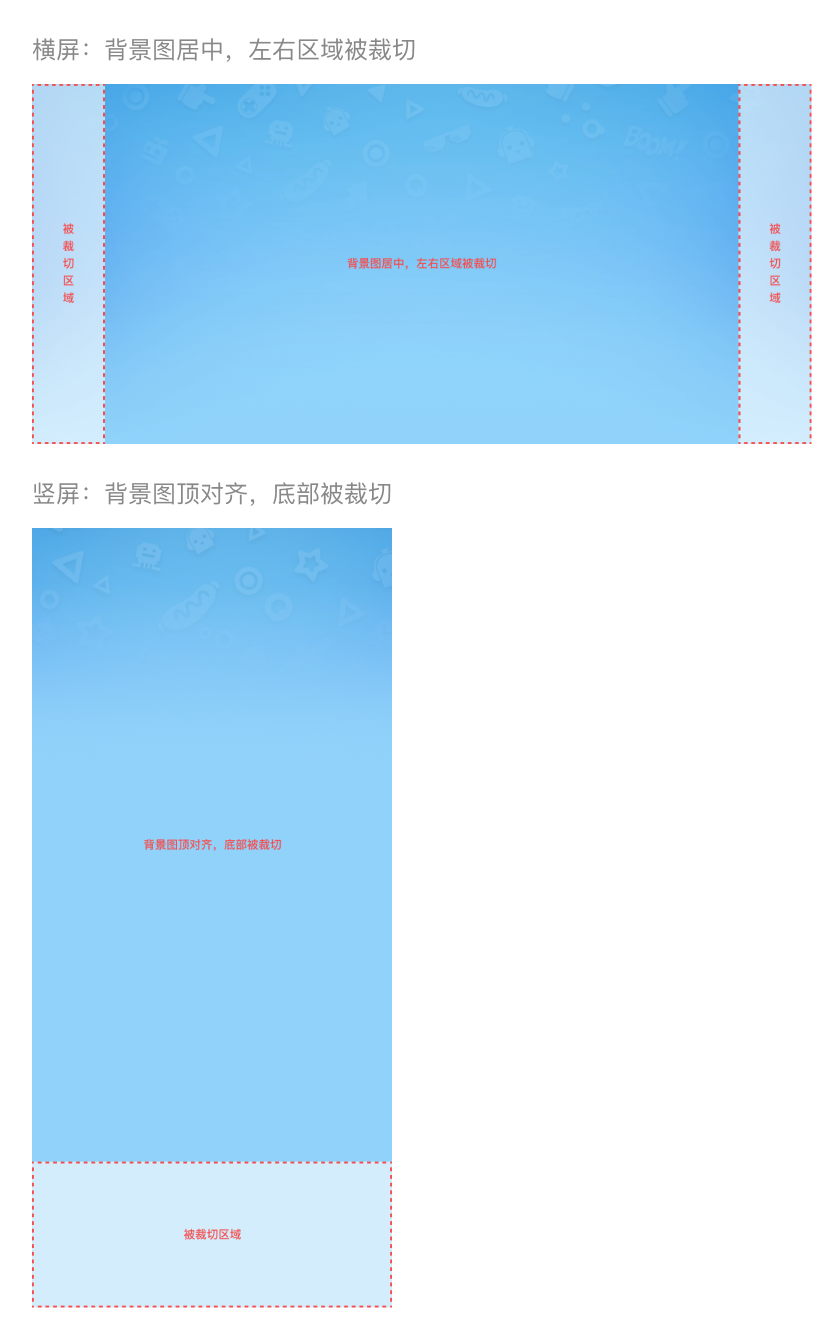 横屏：背景图居中，左右区域被裁切
BOOM!
被裁切区域
背景图居中，左右区域被裁切
被裁切区域
竖屏：背景图顶对齐，底部被裁切
背景图顶对齐，底部被裁切
被裁切区域